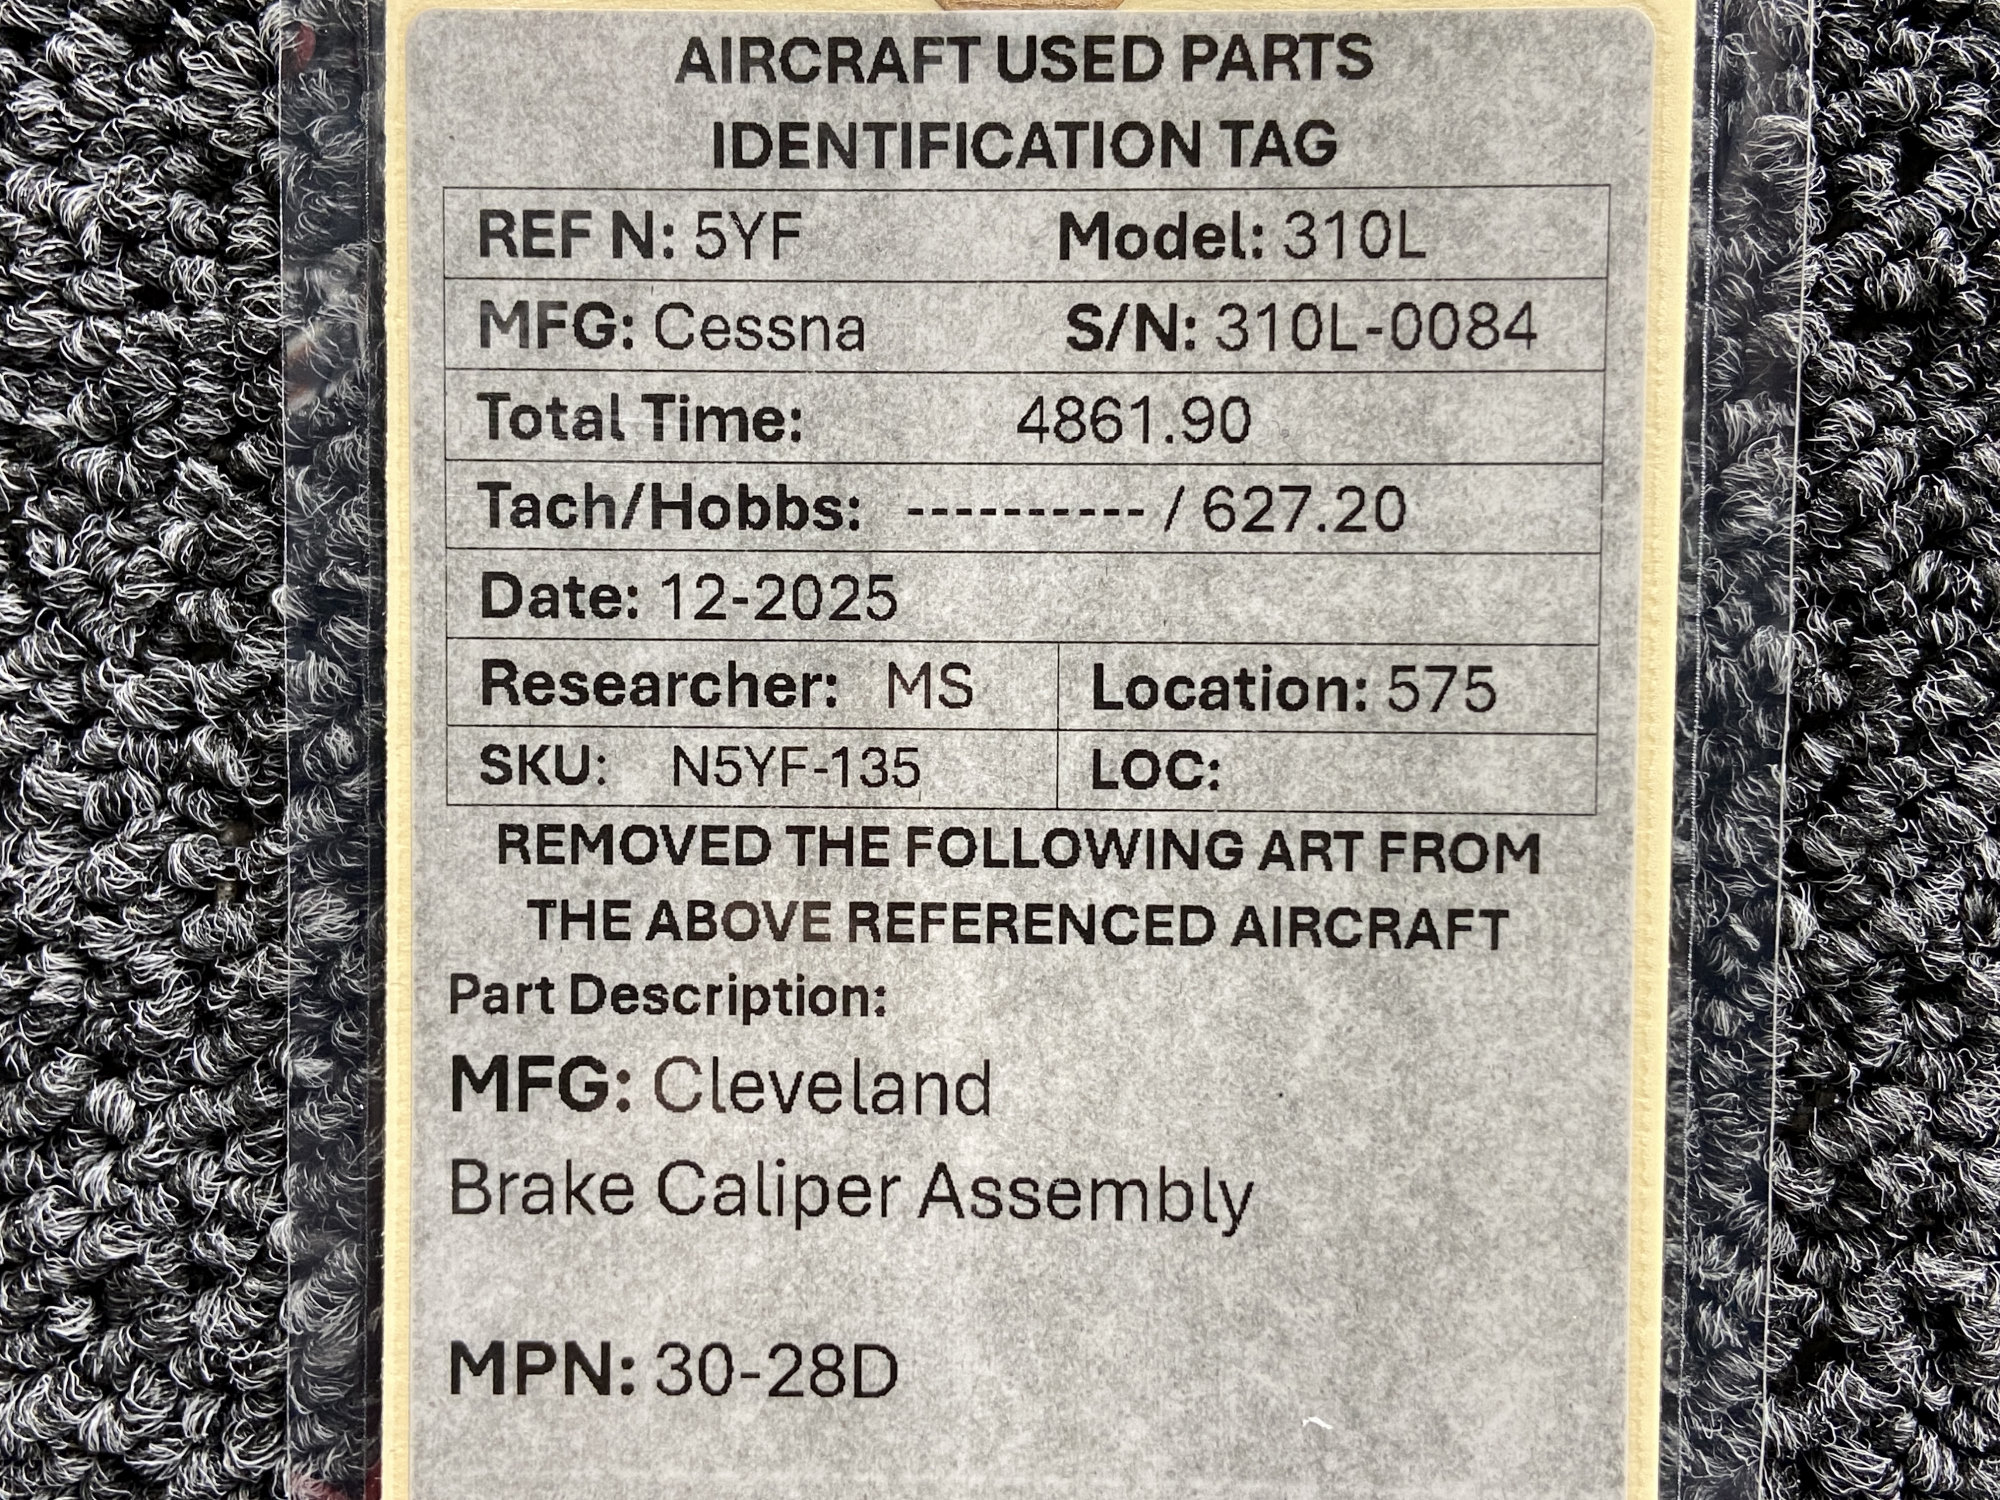 AIRCRAFT USED PARTS
IDENTIFICATION TAG
REF N: 5YF Model: 310L
MFG: Cessna S/N: 310L-0084
Total Time: 4861.90
Tach/Hobbs: ---------- / 627.20
Date: 12-2025
Researcher: MS Location: 575
SKU: N5YF-135 LOC:
REMOVED THE FOLLOWING ART FROM
THE ABOVE REFERENCED AIRCRAFT
Part Description:
MFG: Cleveland
Brake Caliper Assembly
MPN: 30-28D